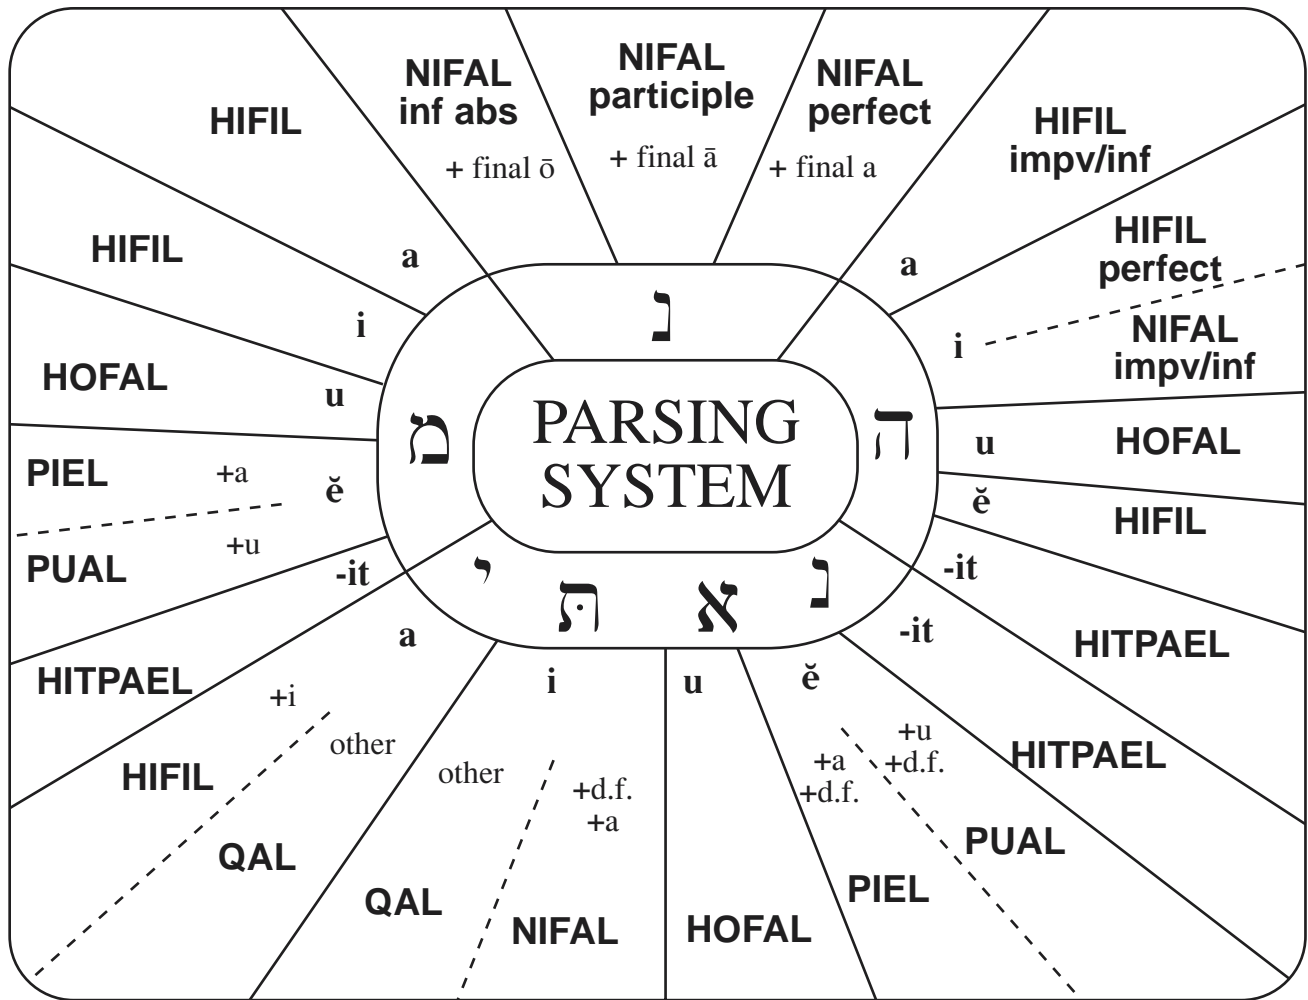 NIFAL
inf abs
+ final ō
NIFAL
participle
+ final ā
NIFAL
perfect
+ final a
HIFIL
impv/inf
a
HIFIL
perfect
i
NIFAL
impv/inf
u
HOFAL
ĕ
HIFIL
-it
HITPAEL
-it
HITPAEL
ĕ
+u
+d.f.
PUAL
+a
+d.f.
PIEL
u
HOFAL
i
+d.f.
+a
NIFAL
other
QAL
a
other
QAL
+i
HIFIL
-it
HITPAEL
ĕ
+u
PUAL
+a
PIEL
u
HOFAL
i
HIFIL
a
HIFIL
נ
ה
נ
א
תּ
י
מ
PARSING
SYSTEM